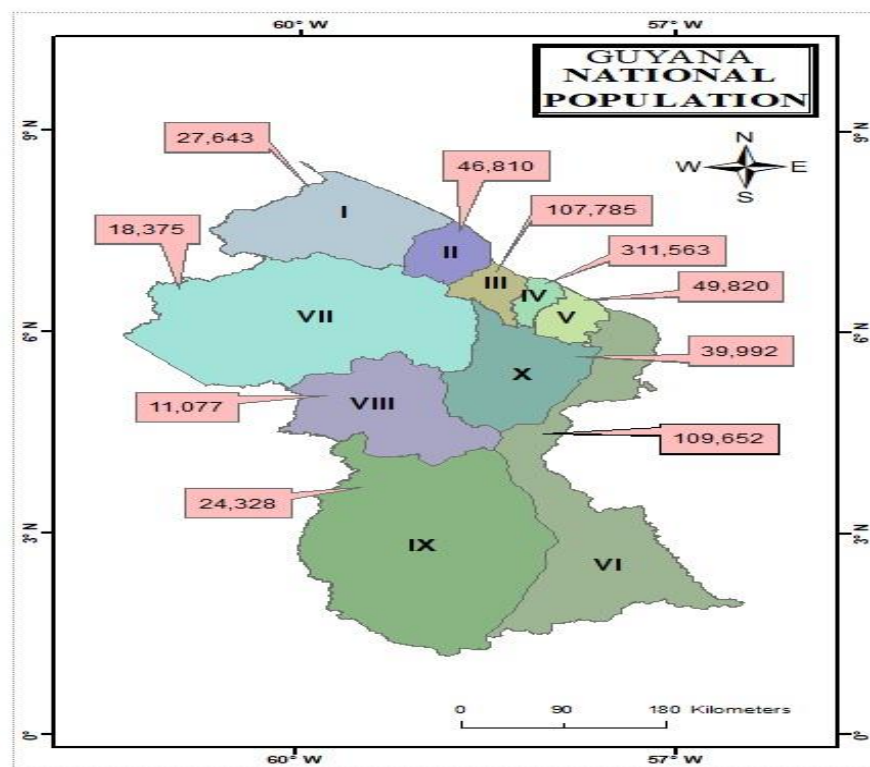 60° W
57° W
GUYANA
NATIONAL
POPULATION
9°N
9°N
N
W
E
S
27,643
46,810
107,785
18,375
311,563
49,820
I
II
III
IV
V
VII
6°N
6°N
39,992
X
11,077
VIII
109,652
24,328
IX
VI
3°N
3°N
0
90
180 Kilometers
0°
0°
60° W
57° W